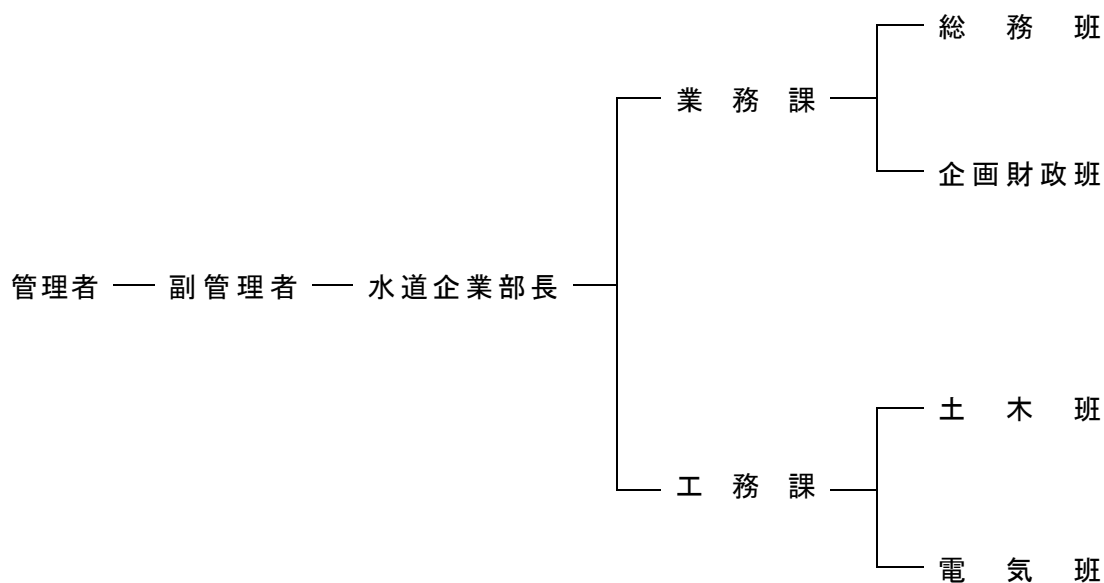 総務班
業務課
企画財政班
管理者 副管理者 水道企業部長
土木班
工務課
電気班